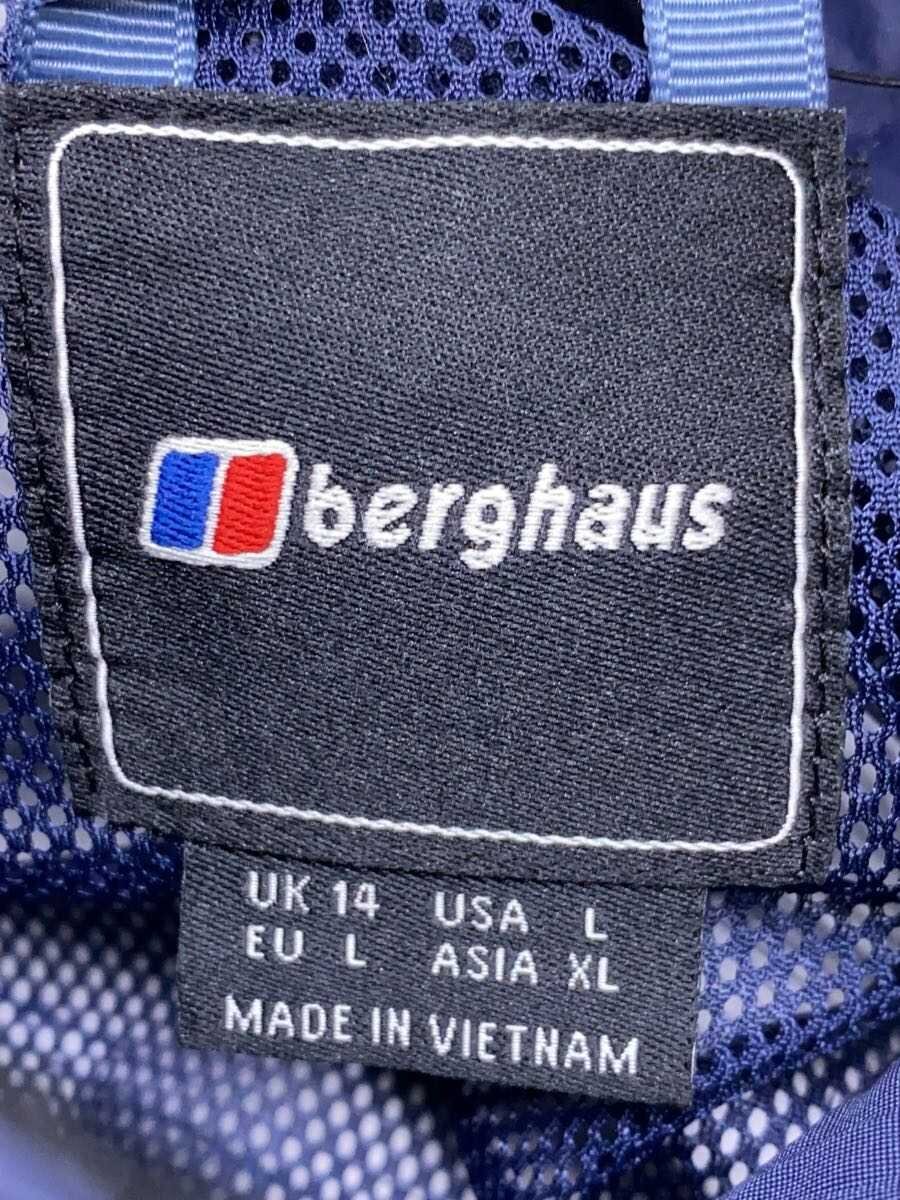 berghaus
UK 14 USA L
EU L ASIA XL
MADE IN VIETNAM